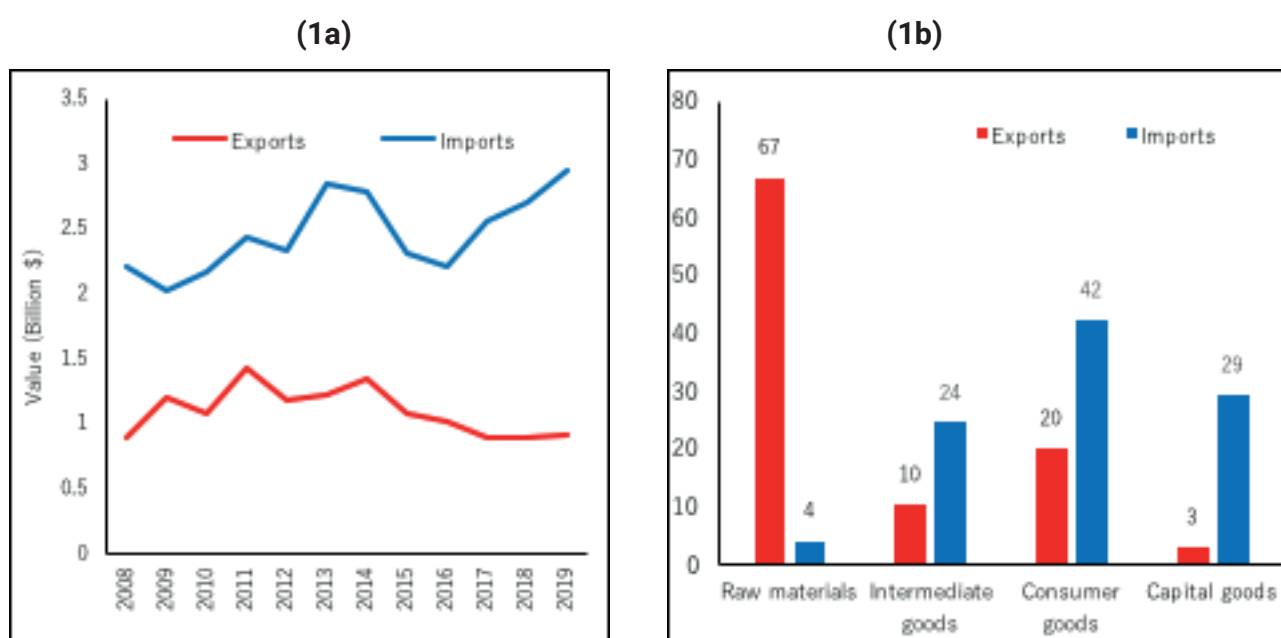 (1a)
3.5
3
2.5
2
1.5
1
0.5
0
Value (Billion $)
Exports
Imports
2008
2009
2010
2011
2012
2013
2014
2015
2016
2017
2018
2019
(1b)
80
70
60
50
40
30
20
10
0
Exports
Imports
67
4
10
24
20
42
3
29
Raw materials
Intermediate
goods
Consumer
goods
Capital goods